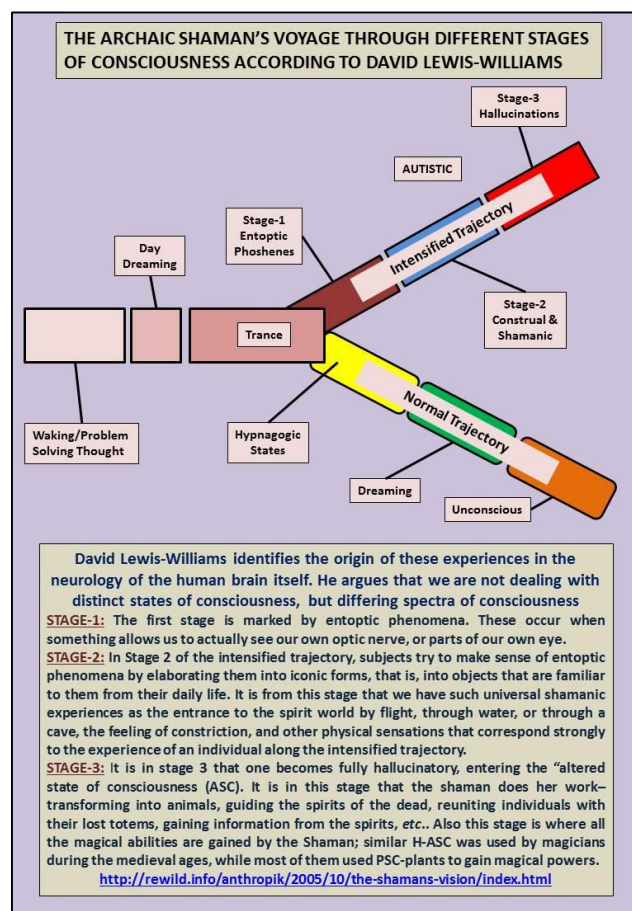 THE ARCHAIC SHAMAN'S VOYAGE THROUGH DIFFERENT STAGES
OF CONSCIOUSNESS ACCORDING TO DAVID LEWIS-WILLIAMS
Stage-3
Hallucinations
AUTISTIC
Stage-1
Entoptic
Phoshenes
Intensified Trajectory
Day
Dreaming
Trance
Stage-2
Construal &
Shamanic
Waking/Problem
Solving Thought
Hypnagogic
States
Normal Trajectory
Dreaming
Unconscious
David Lewis-Williams identifies the origin of these experiences in the
neurology of the human brain itself. He argues that we are not dealing with
distinct states of consciousness, but differing spectra of consciousness
STAGE-1: The first stage is marked by entoptic phenomena. These occur when
something allows us to actually see our own optic nerve, or parts of our own eye.
STAGE-2: In Stage 2 of the intensified trajectory, subjects try to make sense of entoptic
phenomena by elaborating them into iconic forms, that is, into objects that are familiar
to them from their daily life. It is from this stage that we have such universal shamanic
experiences as the entrance to the spirit world by flight, through water, or through a
cave, the feeling of constriction, and other physical sensations that correspond strongly
to the experience of an individual along the intensified trajectory.
STAGE-3: It is in stage 3 that one becomes fully hallucinatory, entering the "altered
state of consciousness (ASC). It is in this stage that the shaman does her work–
transforming into animals, guiding the spirits of the dead, reuniting individuals with
their lost totems, gaining information from the spirits, etc.. Also this stage is where all
the magical abilities are gained by the Shaman; similar H-ASC was used by magicians
during the medieval ages, while most of them used PSC-plants to gain magical powers.
http://rewild.info/anthropik/2005/10/the-shamans-vision/index.html